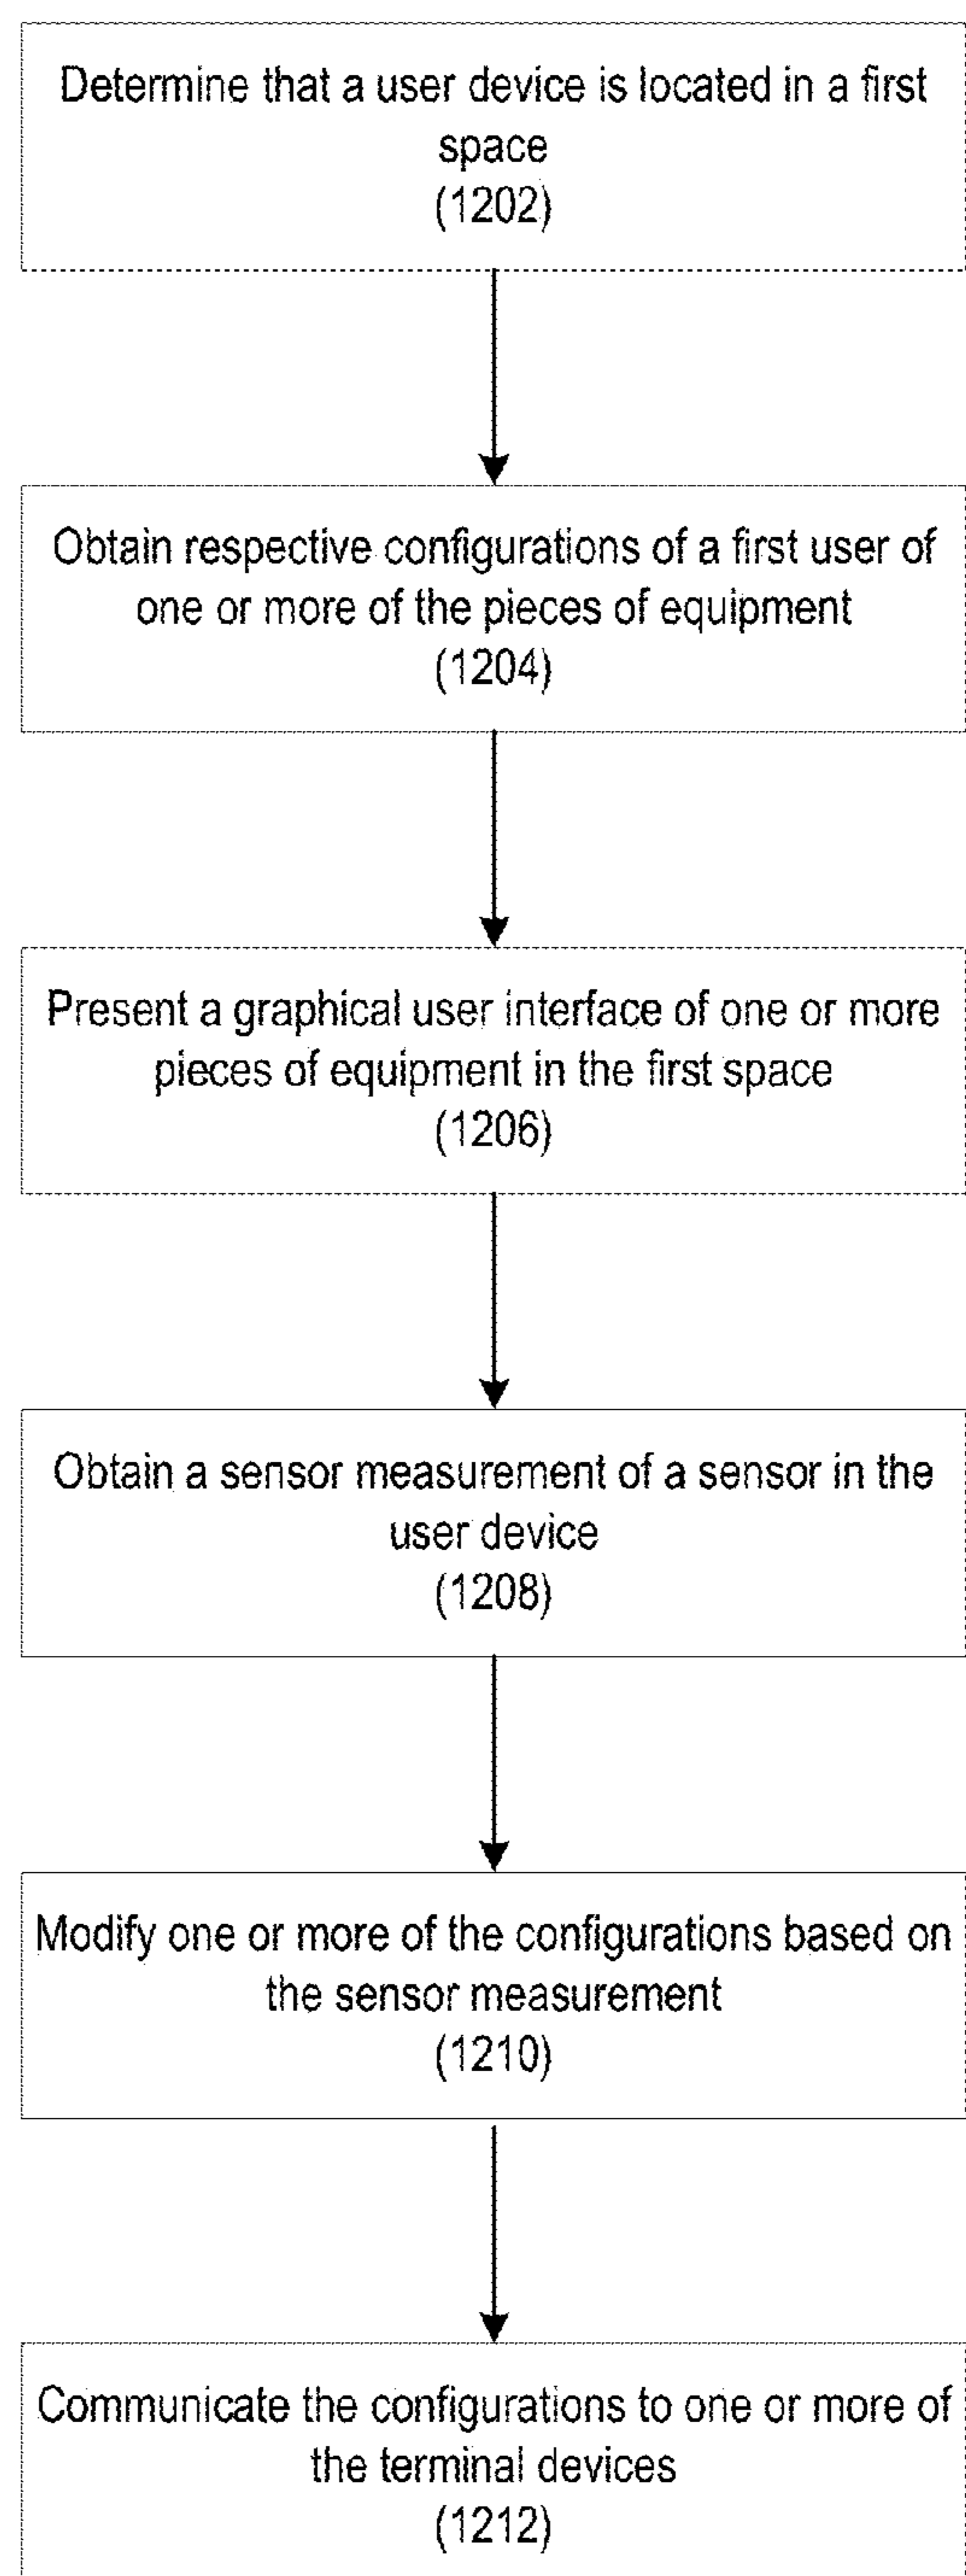 Determine that a user device is located in a first
space
(1202)
Obtain respective configurations of a first user of
one or more of the pieces of equipment
(1204)
Present a graphical user interface of one or more
pieces of equipment in the first space
(1206)
Obtain a sensor measurement of a sensor in the
user device
(1208)
Modify one or more of the configurations based on
the sensor measurement
(1210)
Communicate the configurations to one or more of
the terminal devices
(1212)